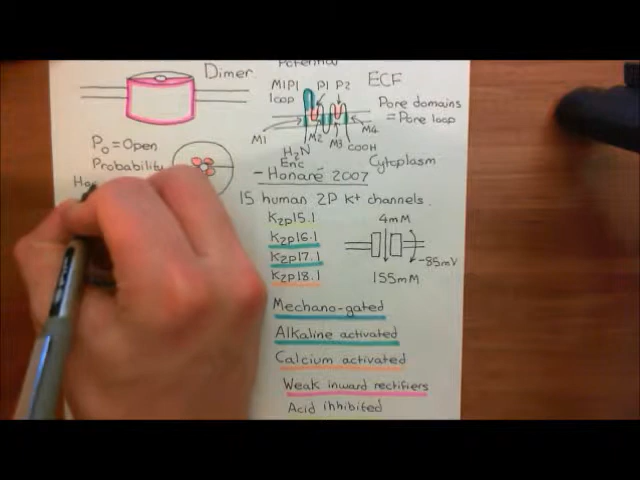 Potential
Dimer
M1P1
loop
P1 P2
ECF
Pore domains
= Pore loop
M1
M2
M3
M4
H2N
COOH
Enc
Cytoplasm
Po = Open
Probability
- Honaré 2007
15 human 2P K+ channels.
K2P15.1
K2P16.1
K2P17.1
K2P18.1
4mM
-85mV
155mM
Mechano-gated
Alkaline activated
Calcium activated
Weak inward rectifiers
Acid inhibited